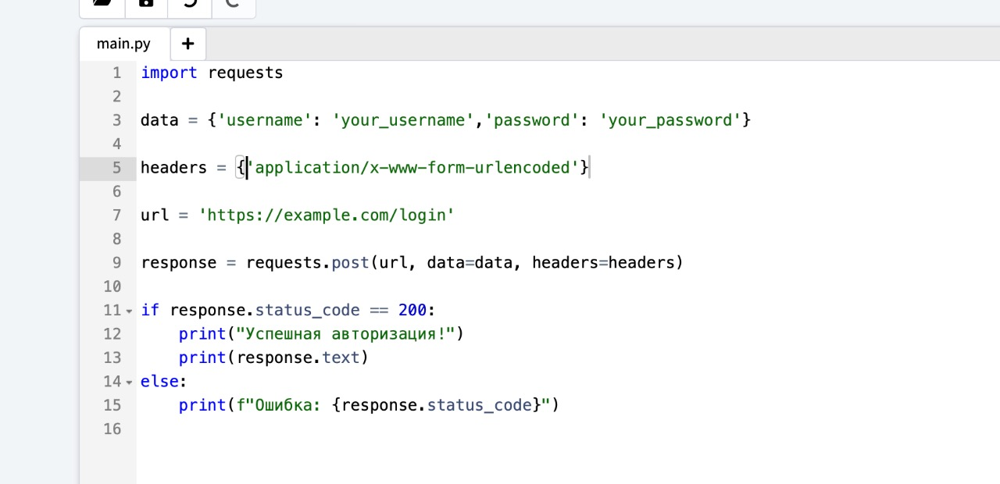 main.py +
1 import requests
2
3 data = {'username': 'your_username','password': 'your_password'}
4
5 headers = {'application/x-www-form-urlencoded'}
6
7 url = 'https://example.com/login'
8
9 response = requests.post(url, data=data, headers=headers)
10
11 if response.status_code == 200:
12     print("Успешная авторизация!")
13     print(response.text)
14 else:
15     print(f"Ошибка: {response.status_code}")
16